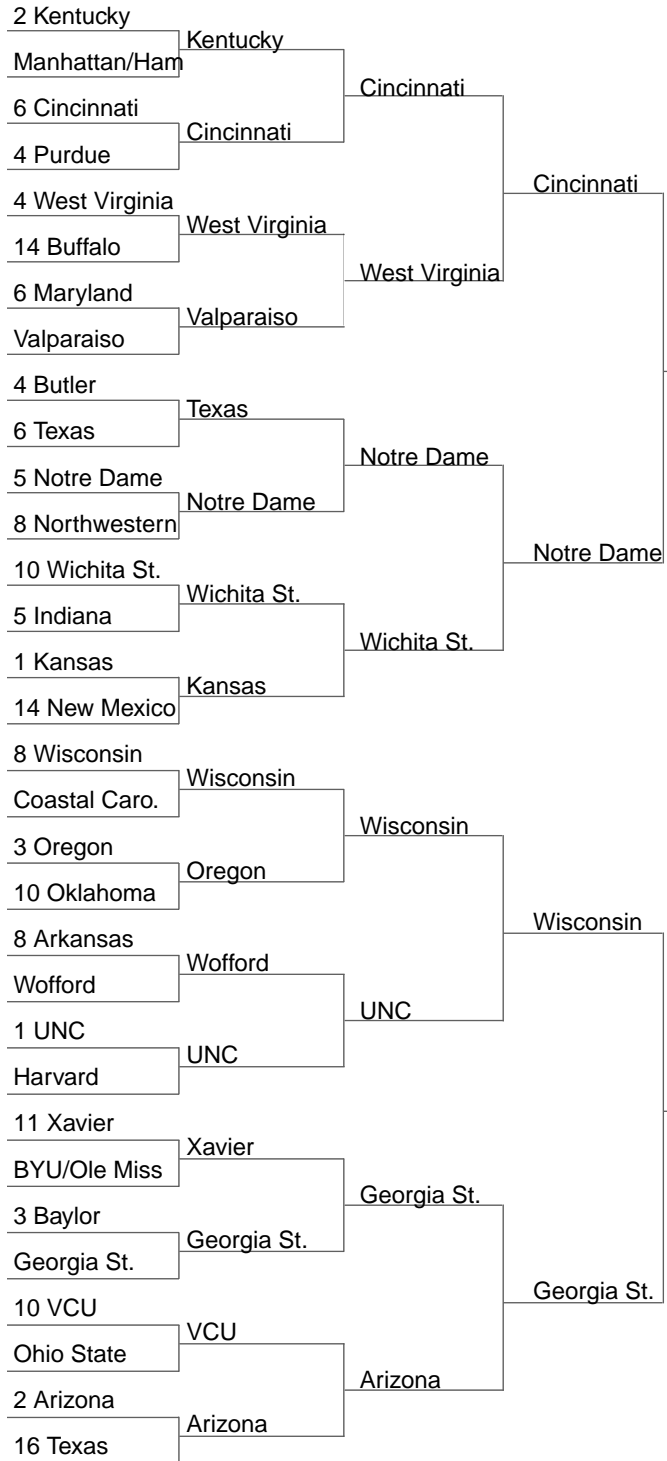 2 Kentucky
Manhattan/Ham
6 Cincinnati
4 Purdue
4 West Virginia
14 Buffalo
6 Maryland
Valparaiso
4 Butler
6 Texas
5 Notre Dame
8 Northwestern
10 Wichita St.
5 Indiana
1 Kansas
14 New Mexico
8 Wisconsin
Coastal Caro.
3 Oregon
10 Oklahoma
8 Arkansas
Wofford
1 UNC
Harvard
11 Xavier
BYU/Ole Miss
3 Baylor
Georgia St.
10 VCU
Ohio State
2 Arizona
16 Texas
Kentucky
Cincinnati
West Virginia
Valparaiso
Texas
Notre Dame
Wichita St.
Kansas
Wisconsin
Oregon
Wofford
UNC
Xavier
Georgia St.
VCU
Arizona
Cincinnati
West Virginia
Notre Dame
Wichita St.
Wisconsin
UNC
Georgia St.
Arizona
Cincinnati
Notre Dame
Wisconsin
Georgia St.